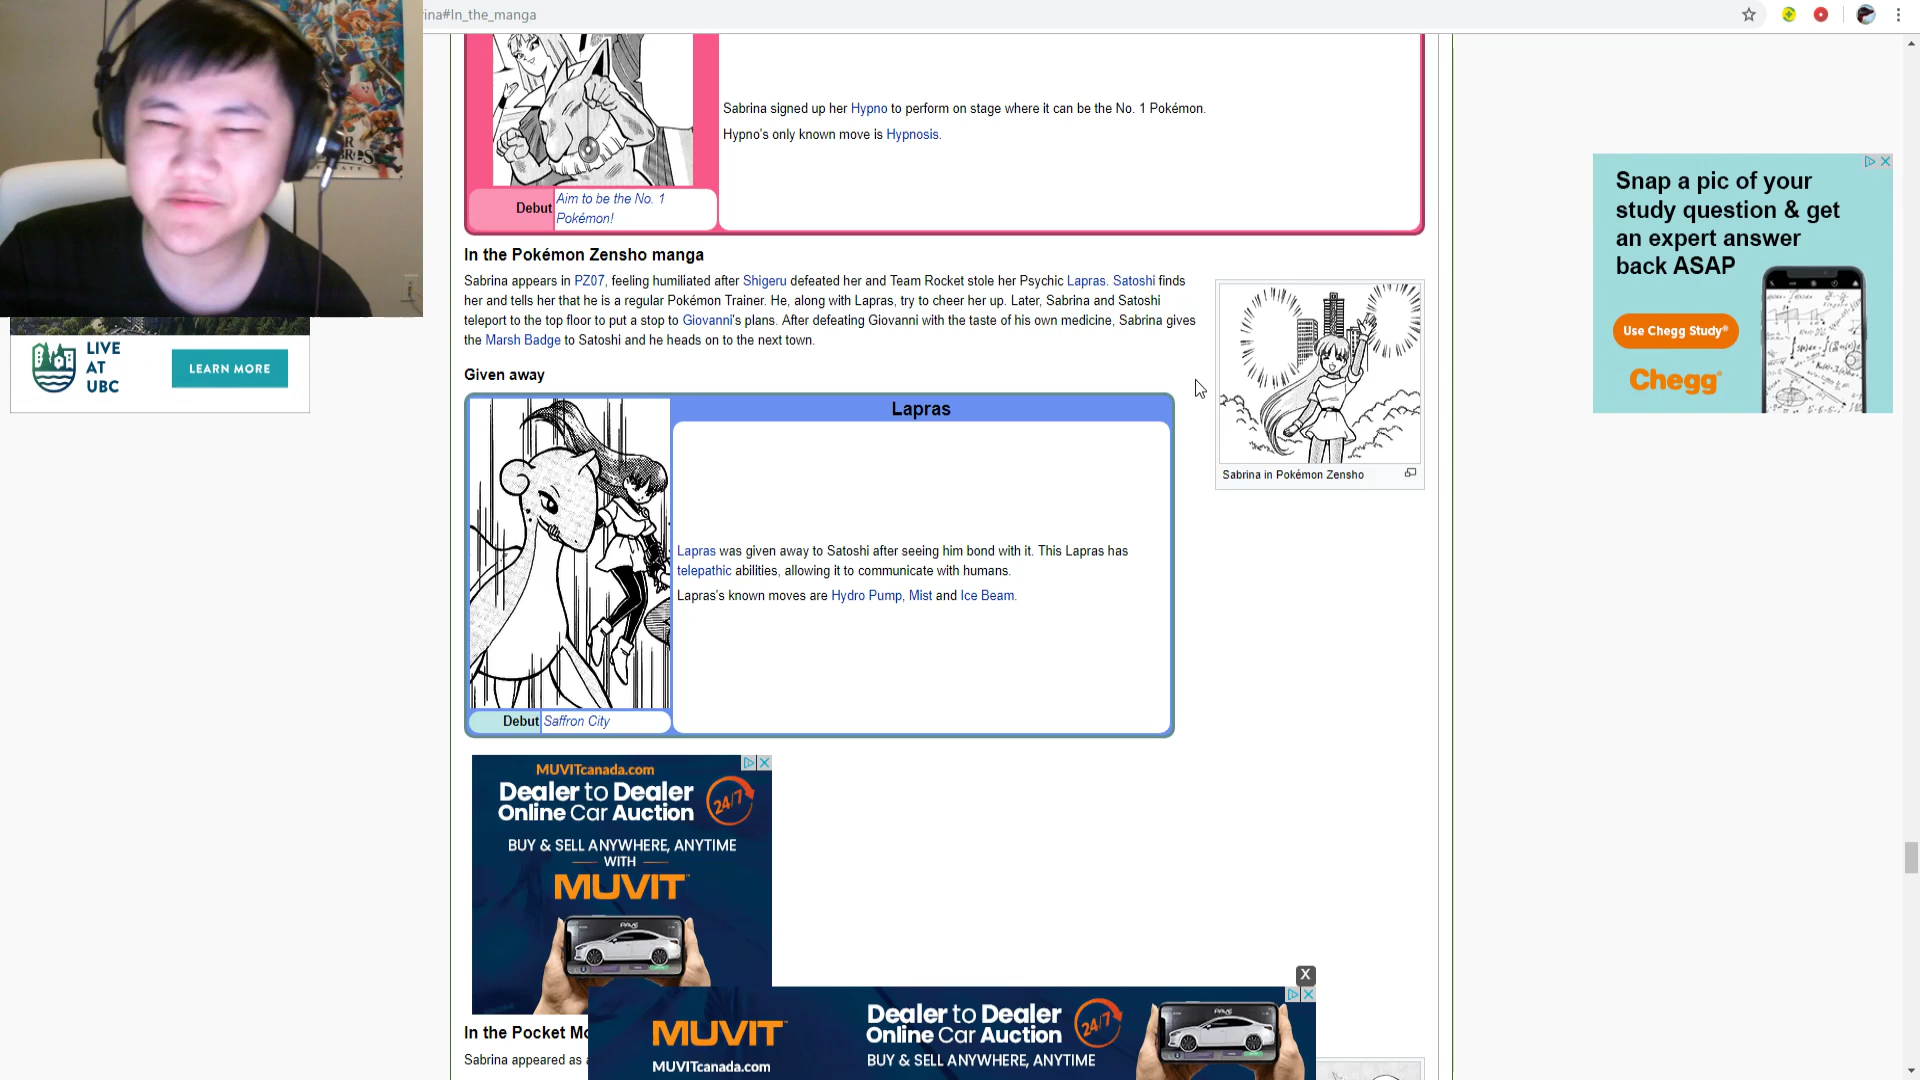 ina#In_the_manga
Sabrina signed up her Hypno to perform on stage where it can be the No. 1 Pokémon.
Hypno's only known move is Hypnosis.
Debut
Aim to be the No. 1
Pokémon!
In the Pokémon Zensho manga
Sabrina appears in PZ07, feeling humiliated after Shigeru defeated her and Team Rocket stole her Psychic Lapras. Satoshi finds
her and tells her that he is a regular Pokémon Trainer. He, along with Lapras, try to cheer her up. Later, Sabrina and Satoshi
teleport to the top floor to put a stop to Giovanni's plans. After defeating Giovanni with the taste of his own medicine, Sabrina gives
the Marsh Badge to Satoshi and he heads on to the next town.
Sabrina in Pokémon Zensho
Given away
Lapras
Lapras was given away to Satoshi after seeing him bond with it. This Lapras has
telepathic abilities, allowing it to communicate with humans.
Lapras's known moves are Hydro Pump, Mist and Ice Beam.
Debut Saffron City
LIVE
AT
UBC
LEARN MORE
Snap a pic of your
study question & get
an expert answer
back ASAP
Use Chegg Study®
Chegg®
MUVITcanada.com
Dealer to Dealer
Online Car Auction
24/7
BUY & SELL ANYWHERE, ANYTIME
WITH
MUVIT
In the Pocket Mo
Sabrina appeared as a
X
MUVIT
MUVITcanada.com
Dealer to Dealer
Online Car Auction
24/7
BUY & SELL ANYWHERE, ANYTIME